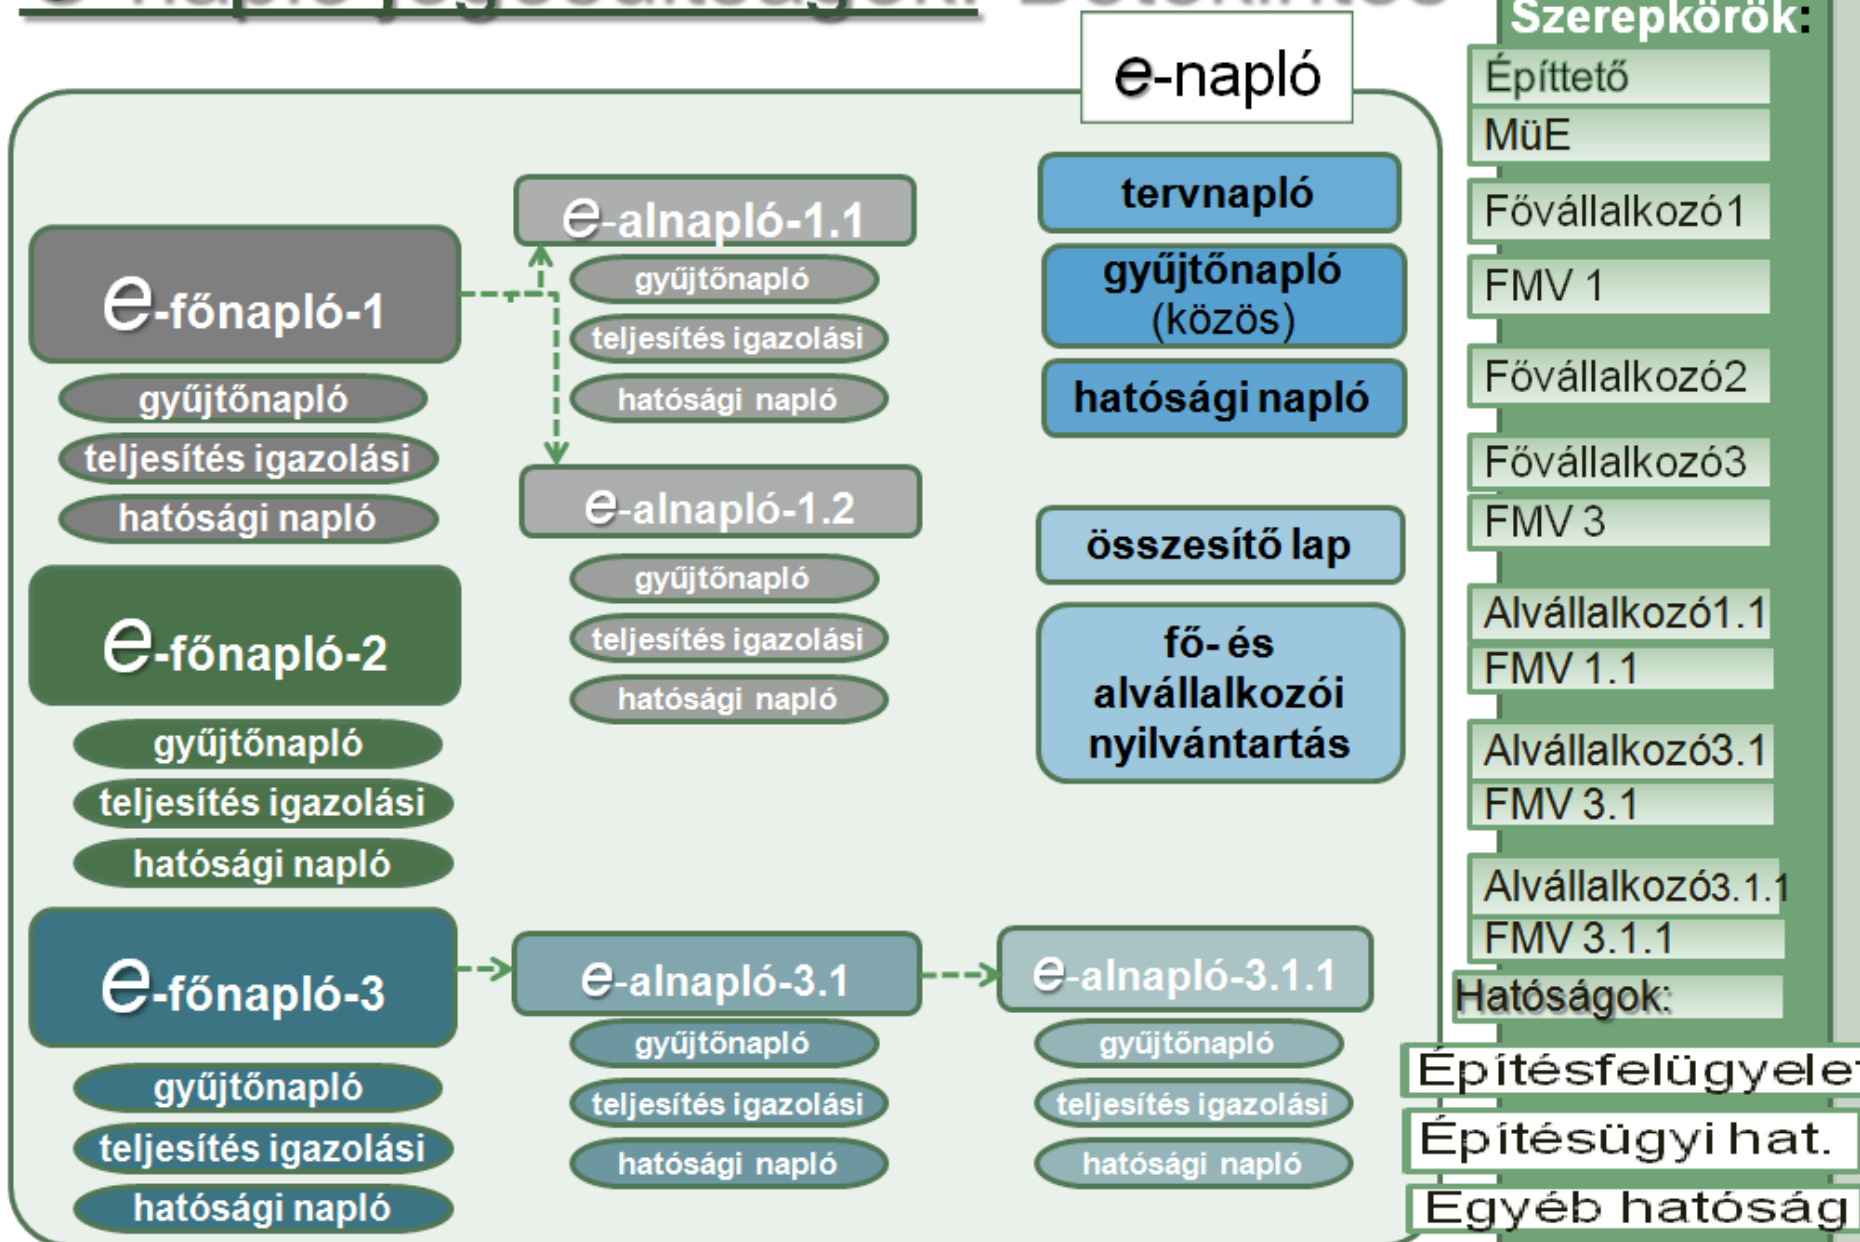 e-napló jogosultságok: Betekintés
e-napló
e-főnapló-1
gyűjtőnapló
teljesítés igazolási
hatósági napló
e-főnapló-2
gyűjtőnapló
teljesítés igazolási
hatósági napló
e-főnapló-3
gyűjtőnapló
teljesítés igazolási
hatósági napló
e-alnapló-1.1
gyűjtőnapló
teljesítés igazolási
hatósági napló
e-alnapló-1.2
gyűjtőnapló
teljesítés igazolási
hatósági napló
e-alnapló-3.1
gyűjtőnapló
teljesítés igazolási
hatósági napló
e-alnapló-3.1.1
gyűjtőnapló
teljesítés igazolási
hatósági napló
tervnapló
gyűjtőnapló
(közös)
hatósági napló
összesítő lap
fő- és
alvállalkozói
nyilvántartás
Szerepkörök:
Építtető
MüE
Fővállalkozó1
FMV 1
Fővállalkozó2
Fővállalkozó3
FMV 3
Alvállalkozó1.1
FMV 1.1
Alvállalkozó3.1
FMV 3.1
Alvállalkozó3.1.1
FMV 3.1.1
Hatóságok:
Építésfelügyelet
Építésügyi hat.
Egyéb hatóság